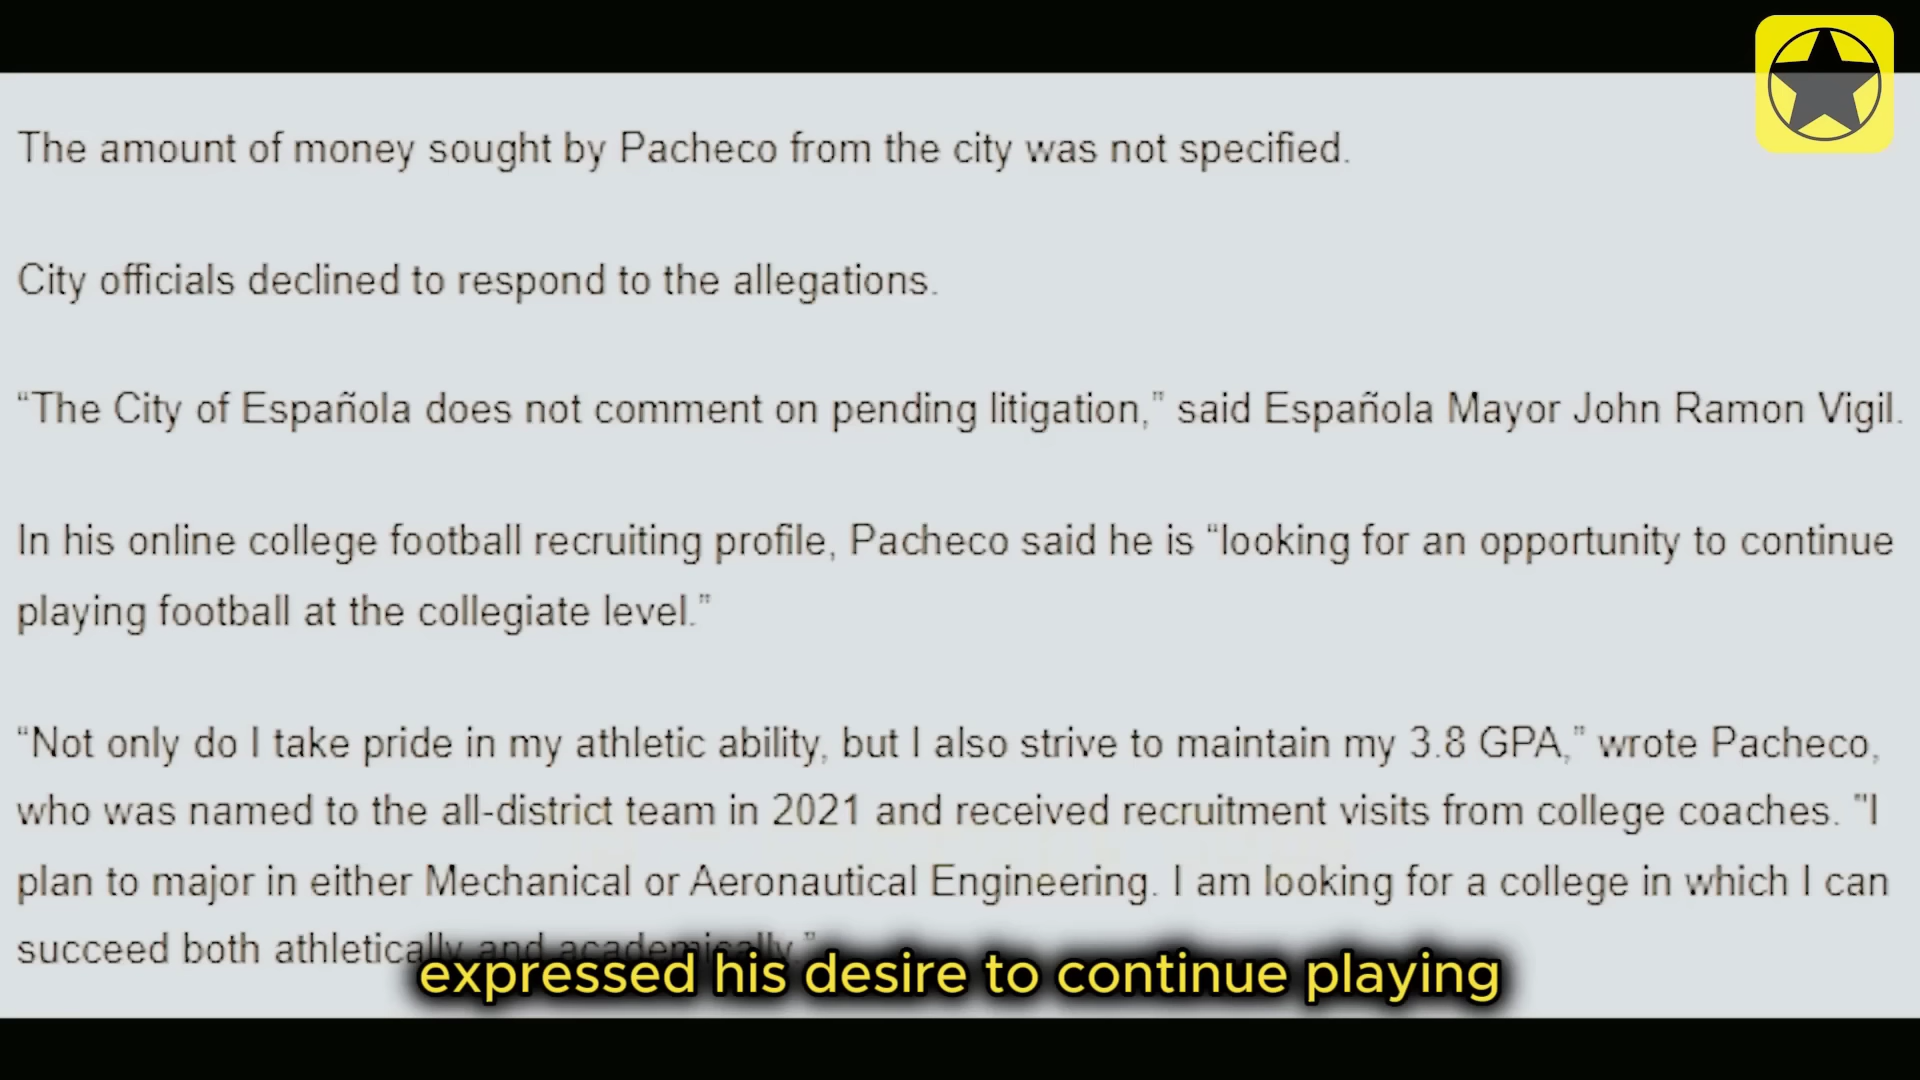 The amount of money sought by Pacheco from the city was not specified.
City officials declined to respond to the allegations.
“The City of Española does not comment on pending litigation,” said Española Mayor John Ramon Vigil.
In his online college football recruiting profile, Pacheco said he is “looking for an opportunity to continue
playing football at the collegiate level.”
“Not only do I take pride in my athletic ability, but I also strive to maintain my 3.8 GPA,” wrote Pacheco,
who was named to the all-district team in 2021 and received recruitment visits from college coaches. "I
plan to major in either Mechanical or Aeronautical Engineering. I am looking for a college in which I can
succeed both athletically and academically.”
expressed his desire to continue playing